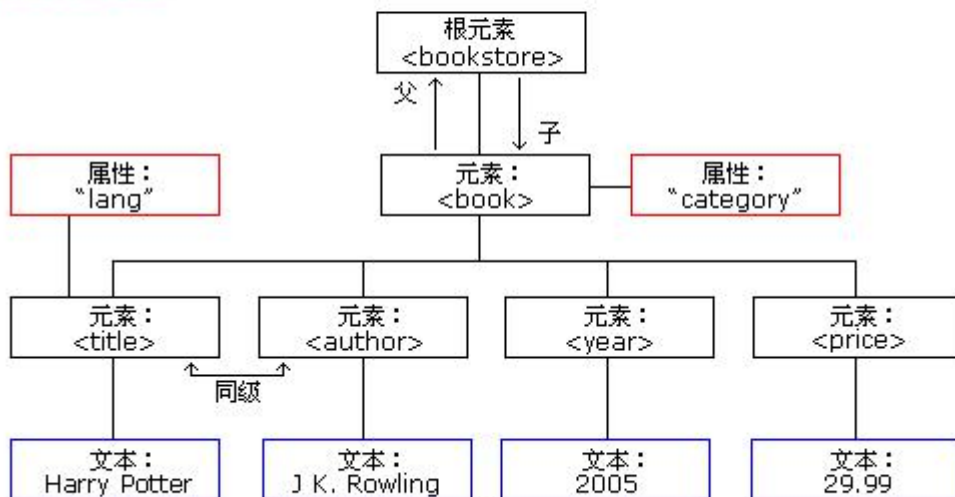 根元素
<bookstore>
父
子
属性：
"lang"
元素：
<book>
属性：
"category"
元素：
<title>
元素：
<author>
元素：
<year>
元素：
<price>
同级
文本：
Harry Potter
文本：
J K. Rowling
文本：
2005
文本：
29.99